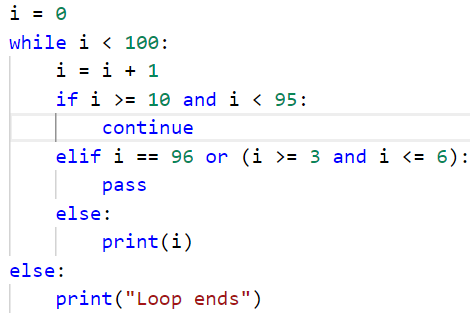 i = 0
while i < 100:
    i = i + 1
    if i >= 10 and i < 95:
        continue
    elif i == 96 or (i >= 3 and i <= 6):
        pass
    else:
        print(i)
else:
    print("Loop ends")